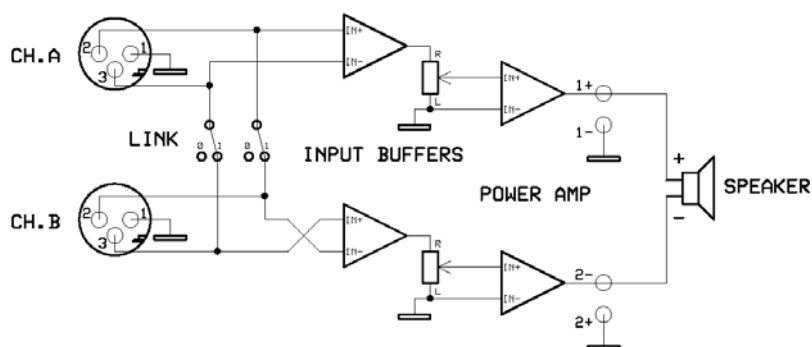 CH.A
2
1
3
IN+
IN-
R
L
IN+
IN-
1+
1-
LINK
0
1
0
1
INPUT BUFFERS
POWER AMP
+
-
SPEAKER
CH.B
2
1
3
IN+
IN-
R
L
IN+
IN-
2-
2+